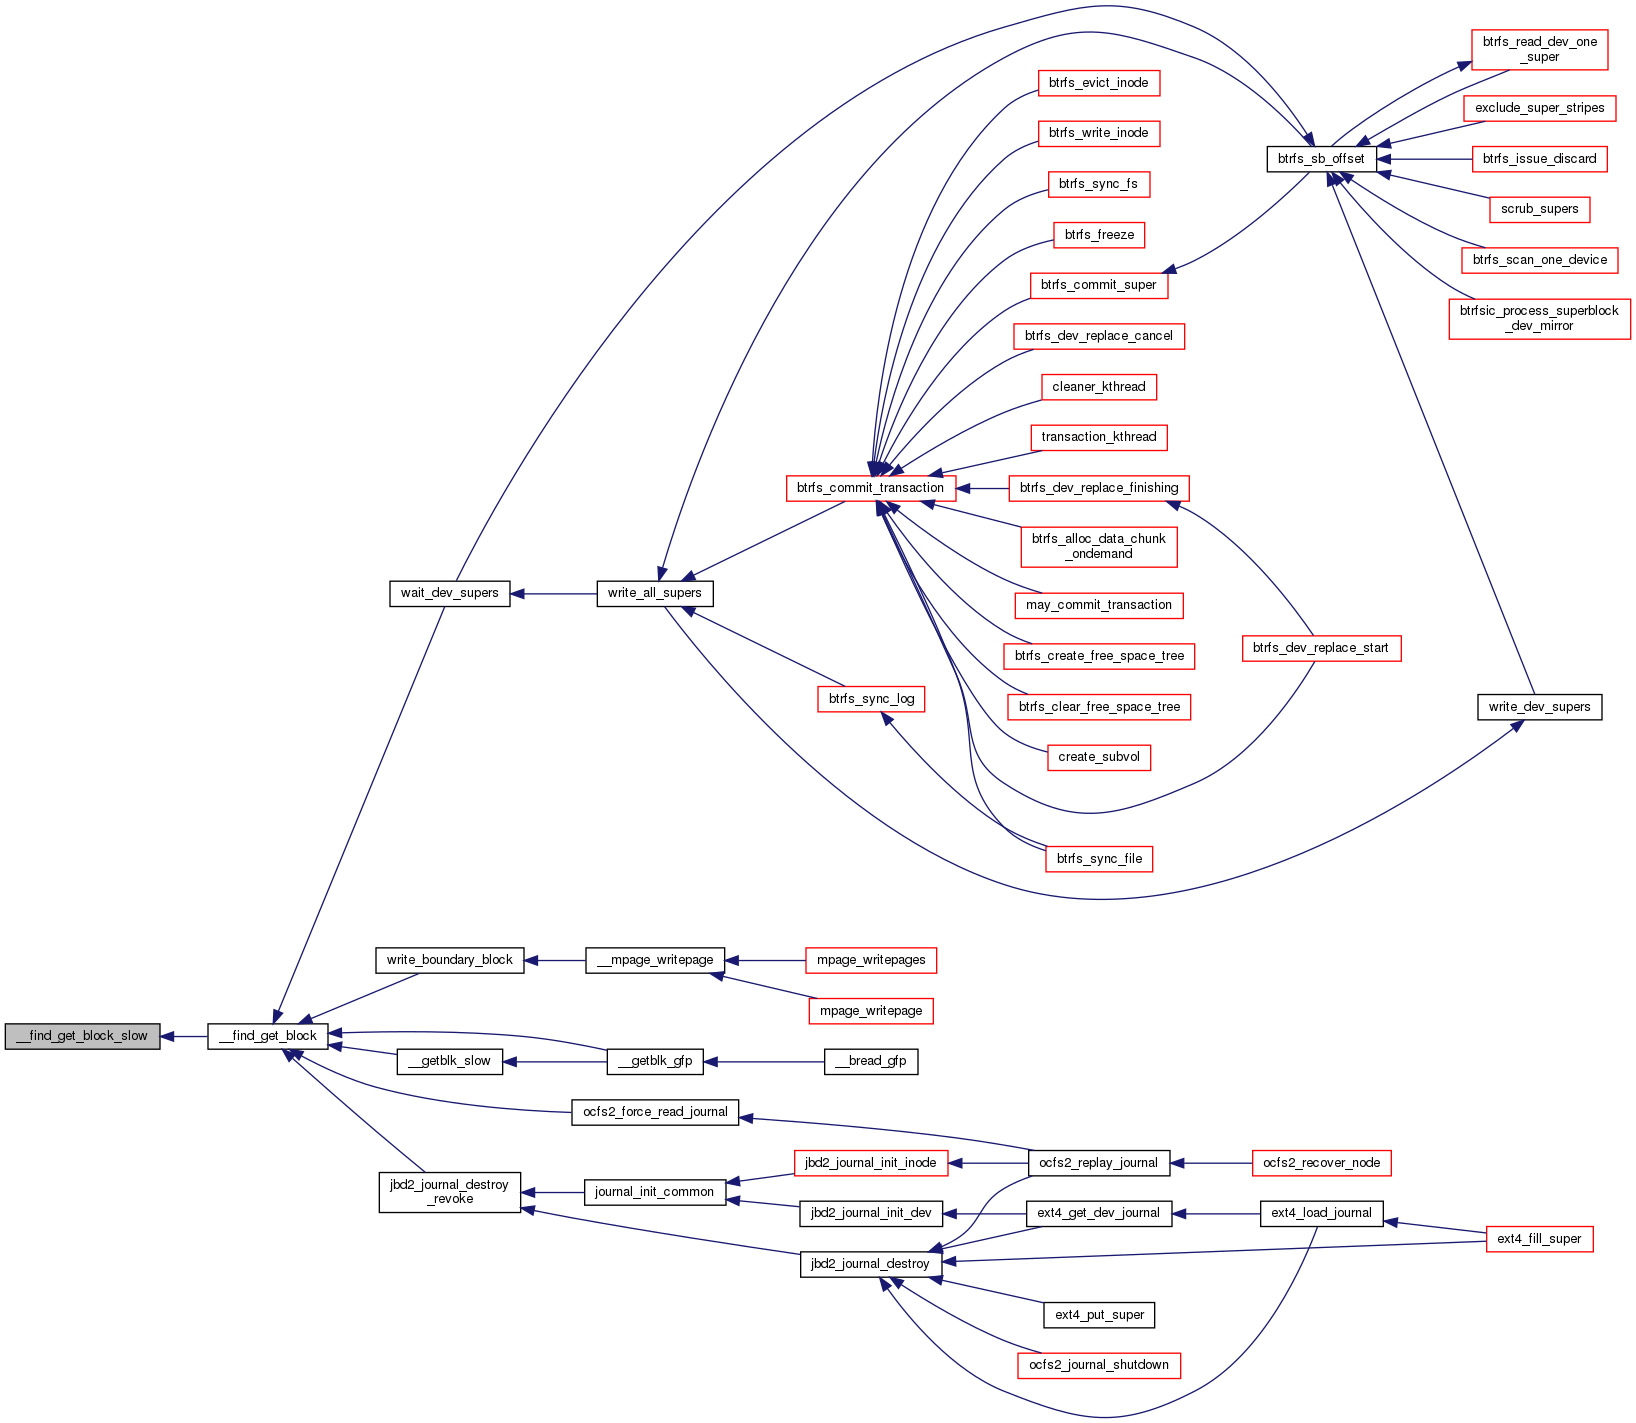 btrfs_read_dev_one
_super
btrfs_evict_inode
exclude_super_stripes
btrfs_write_inode
btrfs_sb_offset
btrfs_issue_discard
btrfs_sync_fs
scrub_supers
btrfs_freeze
btrfs_scan_one_device
btrfs_commit_super
btrfsic_process_superblock
_dev_mirror
btrfs_dev_replace_cancel
cleaner_kthread
transaction_kthread
btrfs_commit_transaction
btrfs_dev_replace_finishing
btrfs_alloc_data_chunk
_ondemand
wait_dev_supers
write_all_supers
may_commit_transaction
btrfs_create_free_space_tree
btrfs_dev_replace_start
btrfs_sync_log
btrfs_clear_free_space_tree
write_dev_supers
create_subvol
btrfs_sync_file
write_boundary_block
__mpage_writepage
mpage_writepages
mpage_writepage
__find_get_block_slow
__find_get_block
__getblk_slow
__getblk_gfp
__bread_gfp
ocfs2_force_read_journal
jbd2_journal_init_inode
ocfs2_replay_journal
ocfs2_recover_node
jbd2_journal_destroy
_revoke
journal_init_common
jbd2_journal_init_dev
ext4_get_dev_journal
ext4_load_journal
ext4_fill_super
jbd2_journal_destroy
ext4_put_super
ocfs2_journal_shutdown